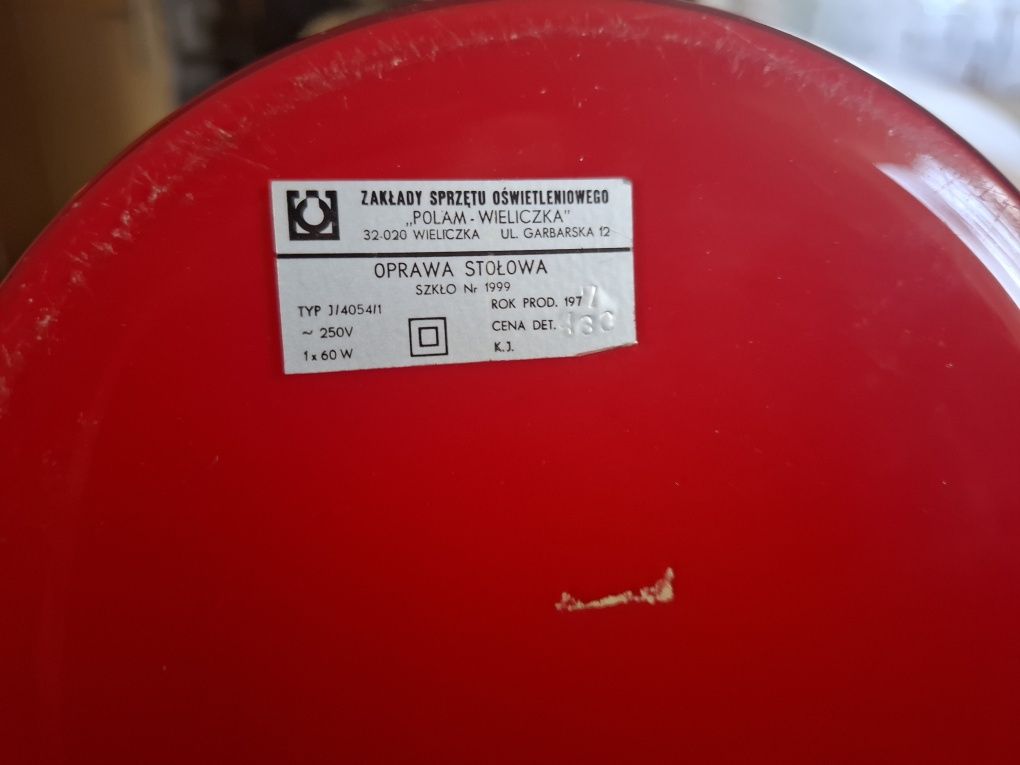 ZAKŁADY SPRZĘTU OŚWIETLENIOWEGO
„POLAM - WIELICZKA"
32-020 WIELICZKA UL. GARBARSKA 12
OPRAWA STOŁOWA
SZKŁO Nr 1999
TYP J/4054/1
ROK PROD. 197
~ 250V
CENA DET.
1 x 60 W
K.J.